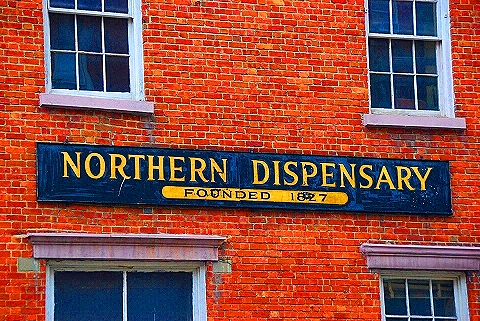 NORTHERN DISPENSARY
FOUNDED 1827